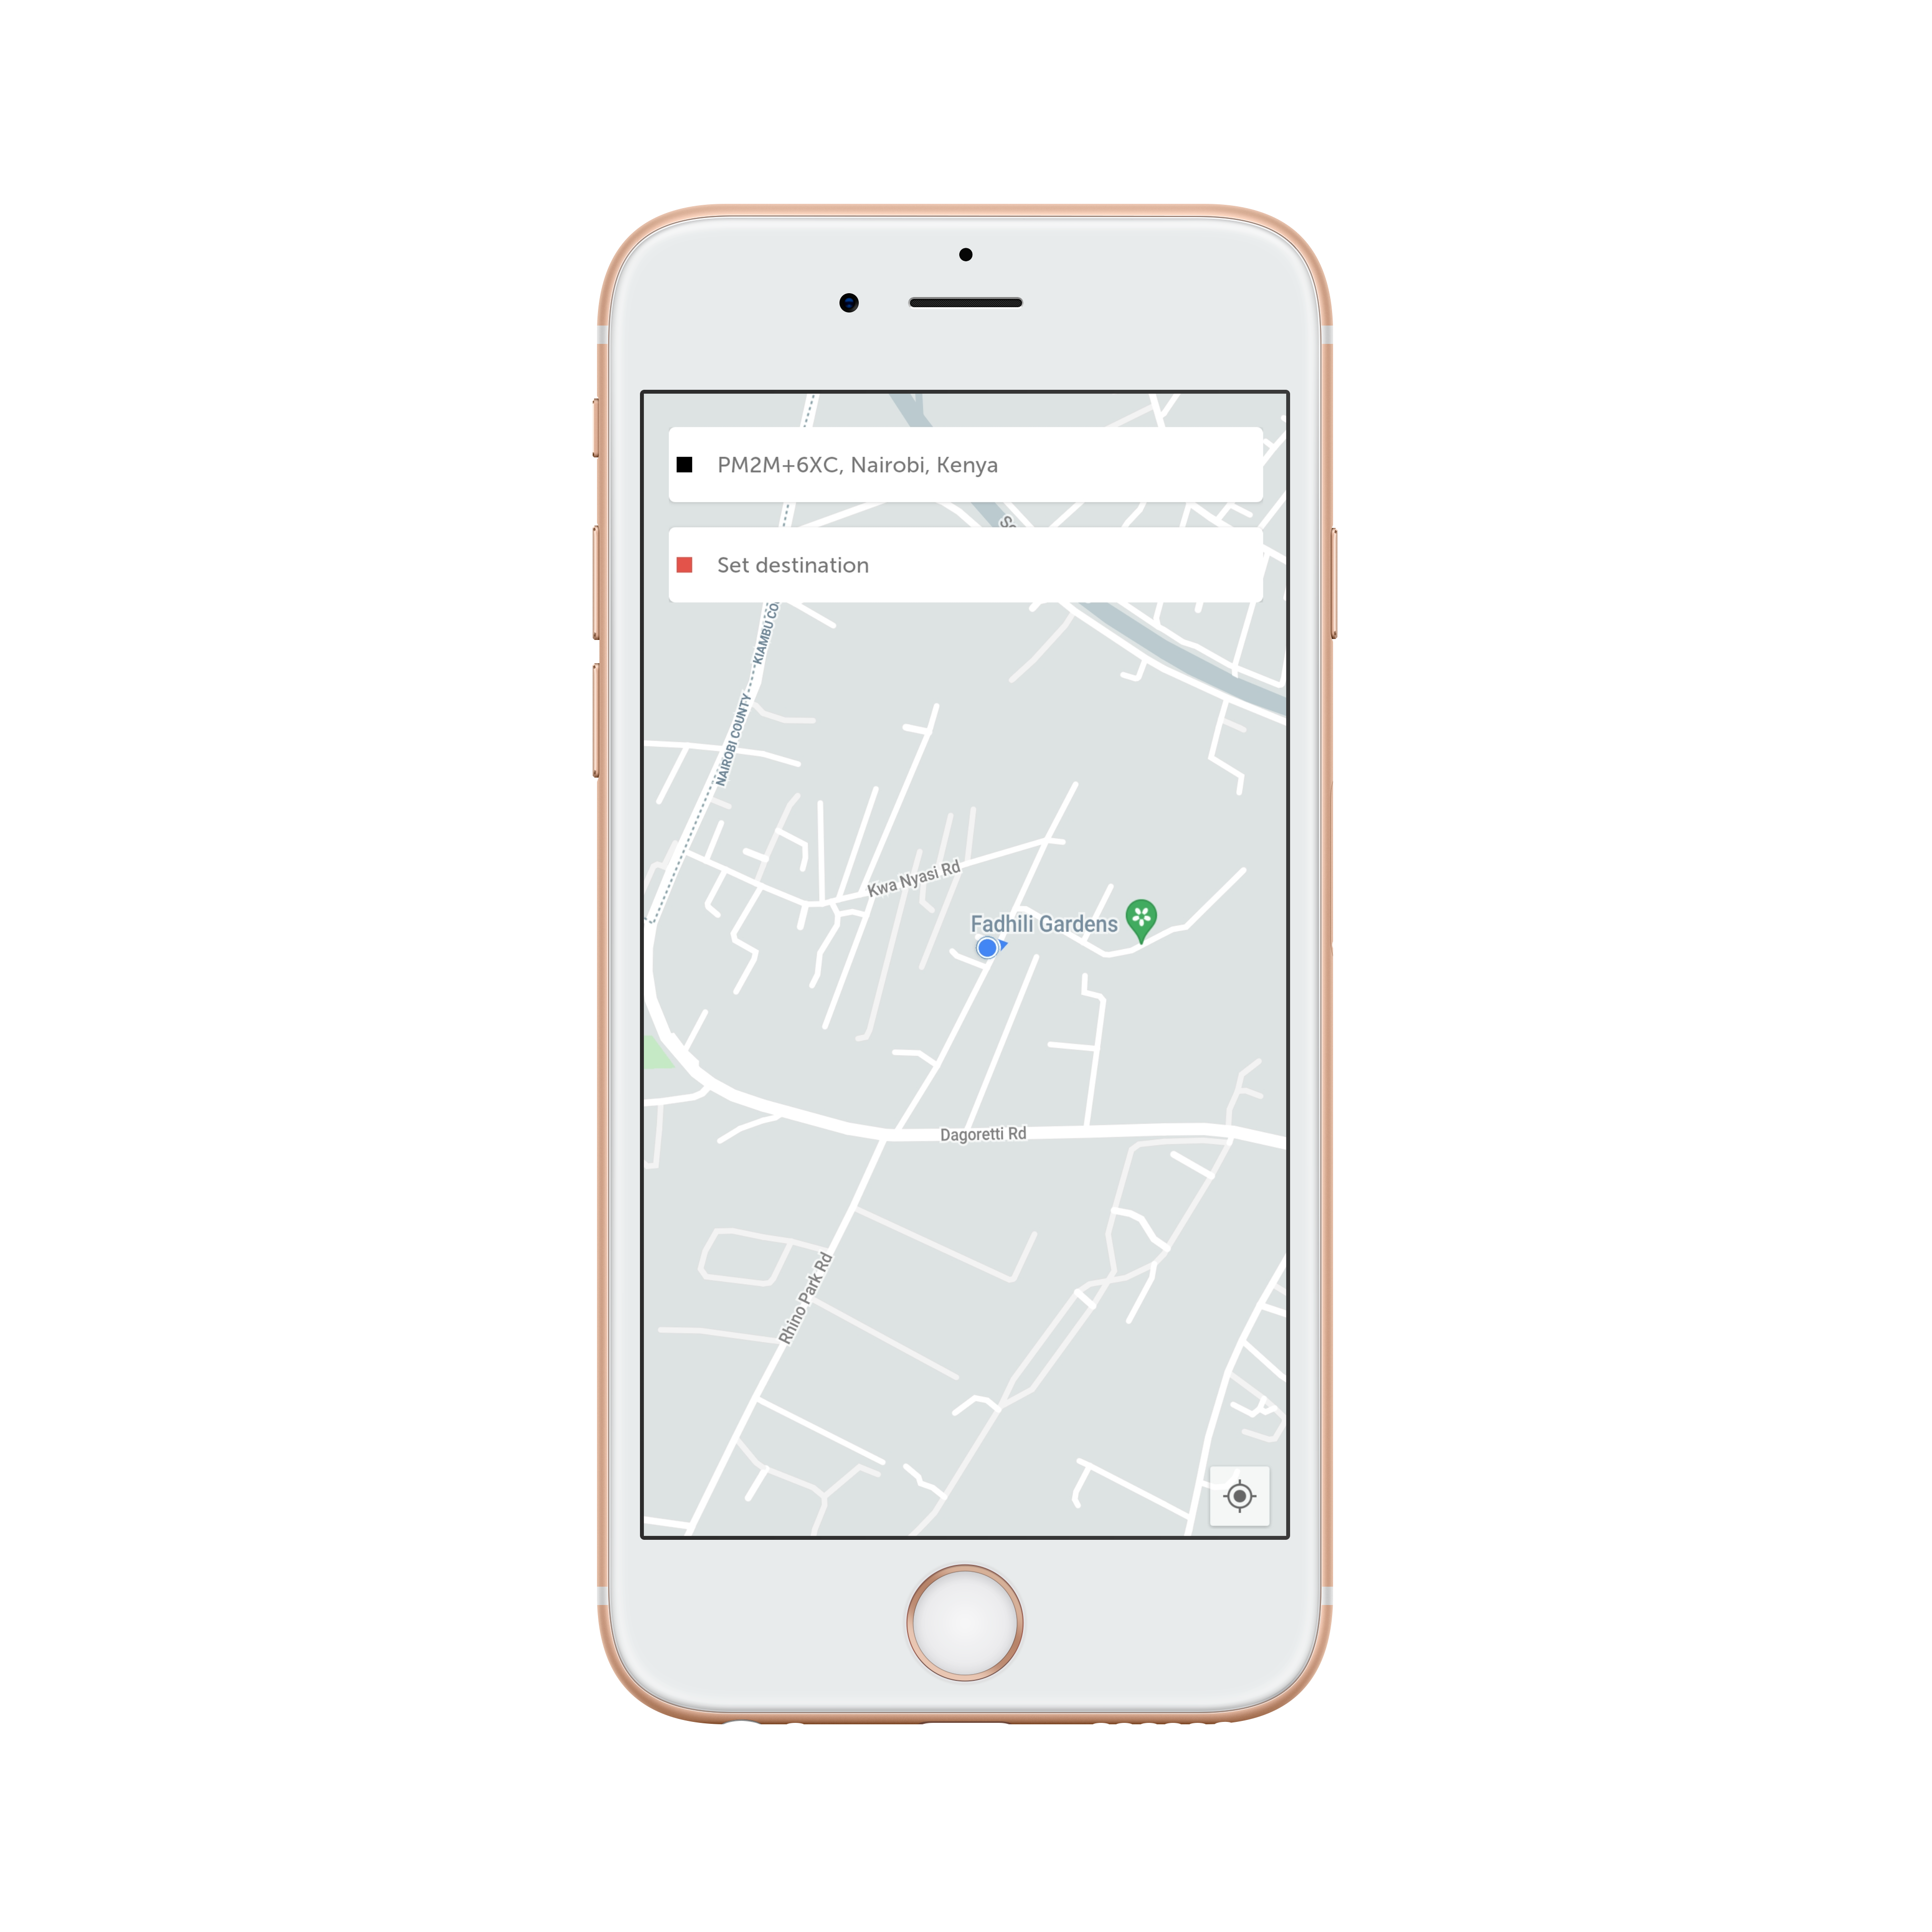 PM2M+6XC, Nairobi, Kenya
Set destination
KIAMBU CO
NAIROBI COUNTY
Kwa Nyasi Rd
Fadhili Gardens
Dagoretti Rd
Rhino Park Rd